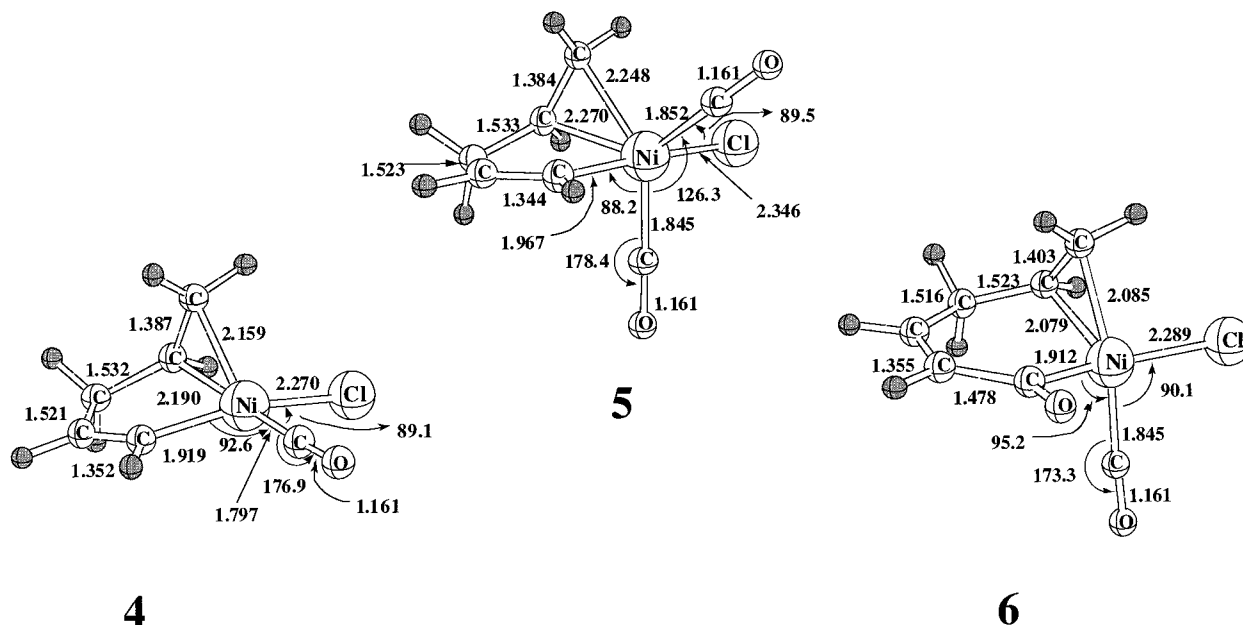 C
1.384
2.248
1.161
O
C
1.852
89.5
1.533
C
2.270
Cl
Ni
1.523
C
C
1.344
88.2
126.3
2.346
1.967
1.845
178.4
C
1.161
O
5
C
1.387
2.159
1.532
C
2.270
Cl
2.190
Ni
1.521
C
C
92.6
C
O
89.1
1.352
1.919
176.9
1.161
1.797
4
C
1.403
1.523
C
1.516
C
2.085
2.079
2.289
Cl
C
1.912
Ni
1.355
C
C
O
90.1
1.478
95.2
1.845
173.3
C
1.161
O
6